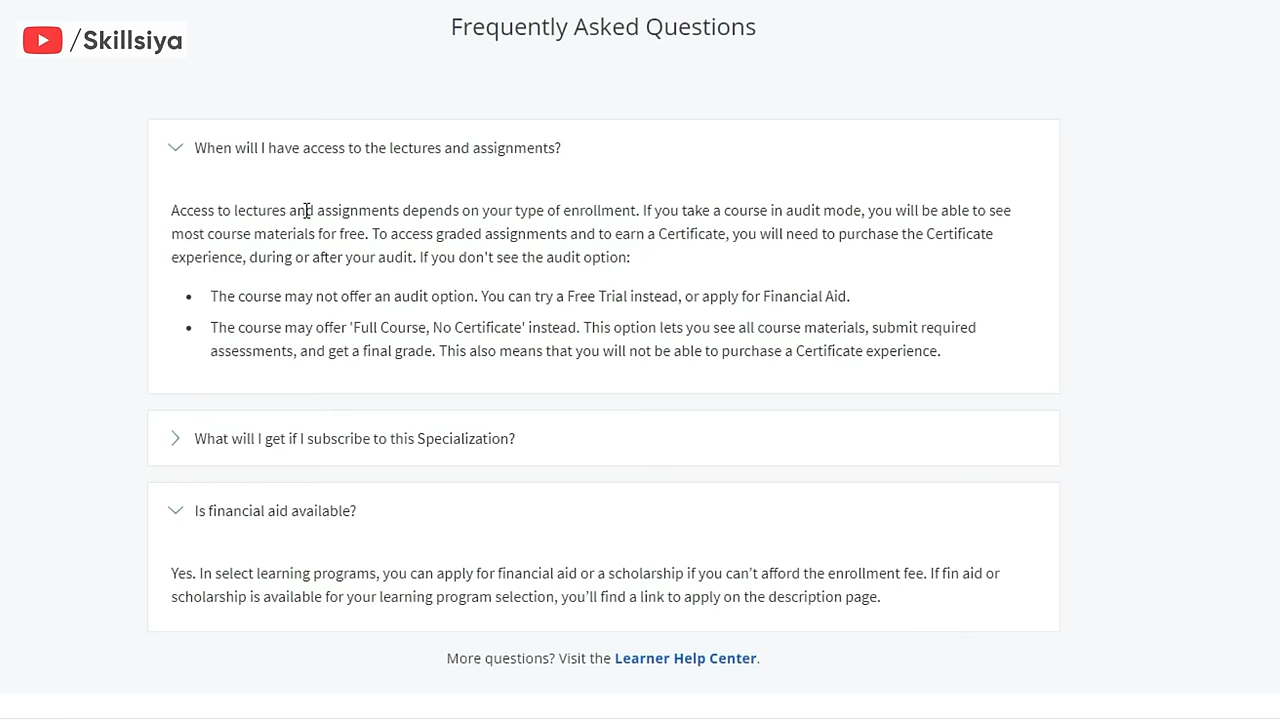 Frequently Asked Questions
/Skillsiya
When will I have access to the lectures and assignments?
Access to lectures and assignments depends on your type of enrollment. If you take a course in audit mode, you will be able to see
most course materials for free. To access graded assignments and to earn a Certificate, you will need to purchase the Certificate
experience, during or after your audit. If you don't see the audit option:
• The course may not offer an audit option. You can try a Free Trial instead, or apply for Financial Aid.
• The course may offer 'Full Course, No Certificate' instead. This option lets you see all course materials, submit required
assessments, and get a final grade. This also means that you will not be able to purchase a Certificate experience.
What will I get if I subscribe to this Specialization?
Is financial aid available?
Yes. In select learning programs, you can apply for financial aid or a scholarship if you can’t afford the enrollment fee. If fin aid or
scholarship is available for your learning program selection, you’ll find a link to apply on the description page.
More questions? Visit the Learner Help Center.